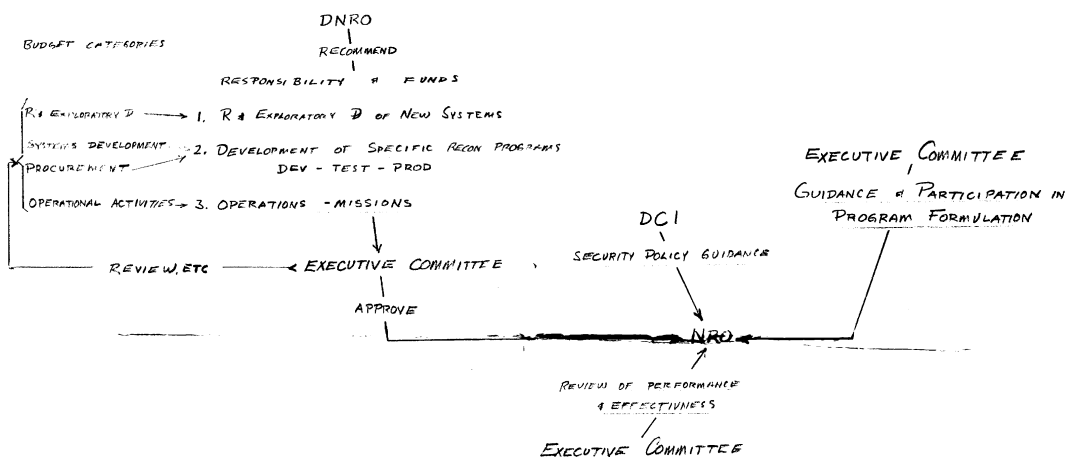 DNRO
BUDGET CATEGORIES
RECOMMEND
RESPONSIBILITY & FUNDS
R & EXPLORATORY D
1. R & EXPLORATORY D OF NEW SYSTEMS
SYSTEMS DEVELOPMENT
PROCUREMENT
2. DEVELOPMENT OF SPECIFIC RECON PROGRAMS
DEV - TEST - PROD
OPERATIONAL ACTIVITIES
3. OPERATIONS - MISSIONS
REVIEW, ETC
EXECUTIVE COMMITTEE
APPROVE
DCI
SECURITY POLICY GUIDANCE
EXECUTIVE COMMITTEE
GUIDANCE & PARTICIPATION IN
PROGRAM FORMULATION
NRO
REVIEW OF PERFORMANCE
& EFFECTIVNESS
EXECUTIVE COMMITTEE